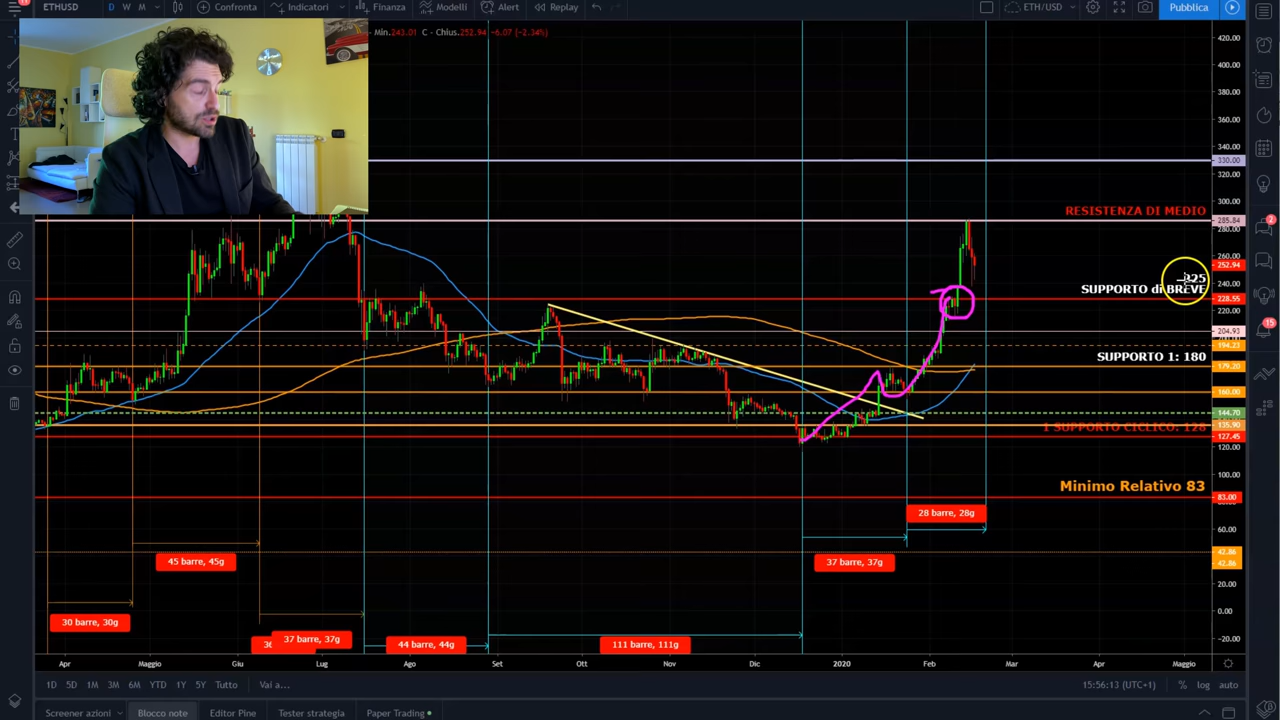 11
ETHUSD
D
W
M
Confronta
Indicatori
Finanza
Modelli
Alert
Replay
ETH/USD
Pubblica
Min.243.01 C - Chius.252.94 -6.07 (-2.34%)
420.00
400.00
380.00
360.00
340.00
330.00
320.00
300.00
RESISTENZA DI MEDIO
285.84
280.00
2
260.00
252.94
225
240.00
SUPPORTO di BREVE
228.55
220.00
15
204.91
194.23
SUPPORTO 1: 180
179.20
160.00
144.70
1 SUPPORTO CICLICO: 128
135.90
127.45
120.00
100.00
Minimo Relativo 83
83.00
28 barre, 28g
60.00
42.86
42.86
45 barre, 45g
37 barre, 37g
20.00
0.00
30 barre, 30g
37 barre, 37g
44 barre, 44g
111 barre, 111g
-20.00
Apr
Maggio
Giu
Lug
Ago
Set
Ott
Nov
Dic
2020
Feb
Mar
Apr
Maggio
1D
5D
1M
3M
6M
YTD
1Y
5Y
Tutto
Vai a...
15:56:13 (UTC+1)
%
log
auto
Screener azioni
Blocco note
Editor Pine
Tester strategia
Paper Trading